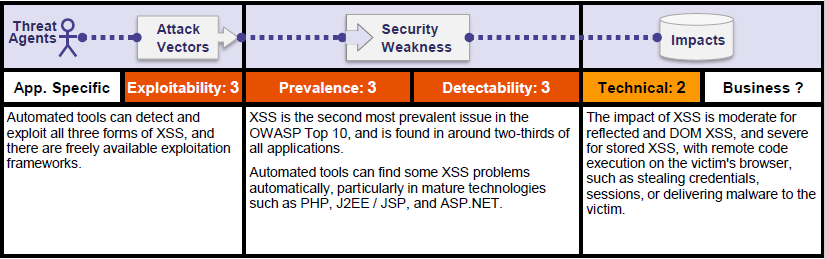 Threat
Agents
Attack
Vectors
Security
Weakness
Impacts
App. Specific
Exploitability: 3
Prevalence: 3
Detectability: 3
Technical: 2
Business ?
Automated tools can detect and
exploit all three forms of XSS, and
there are freely available exploitation
frameworks.
XSS is the second most prevalent issue in the
OWASP Top 10, and is found in around two-thirds of
all applications.
Automated tools can find some XSS problems
automatically, particularly in mature technologies
such as PHP, J2EE / JSP, and ASP.NET.
The impact of XSS is moderate for
reflected and DOM XSS, and severe
for stored XSS, with remote code
execution on the victim's browser,
such as stealing credentials,
sessions, or delivering malware to the
victim.